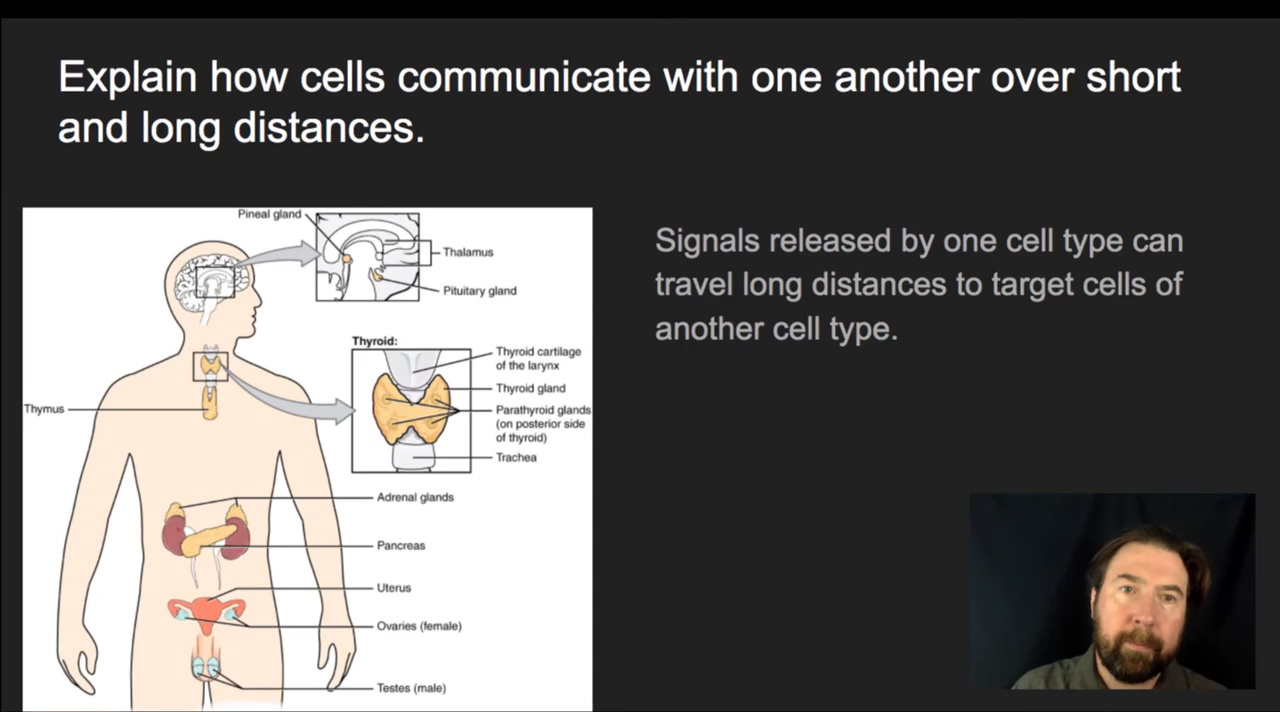 Explain how cells communicate with one another over short
and long distances.
Signals released by one cell type can
travel long distances to target cells of
another cell type.
Pineal gland
Thalamus
Pituitary gland
Thyroid:
Thyroid cartilage
of the larynx
Thyroid gland
Parathyroid glands
(on posterior side
of thyroid)
Trachea
Thymus
Adrenal glands
Pancreas
Uterus
Ovaries (female)
Testes (male)